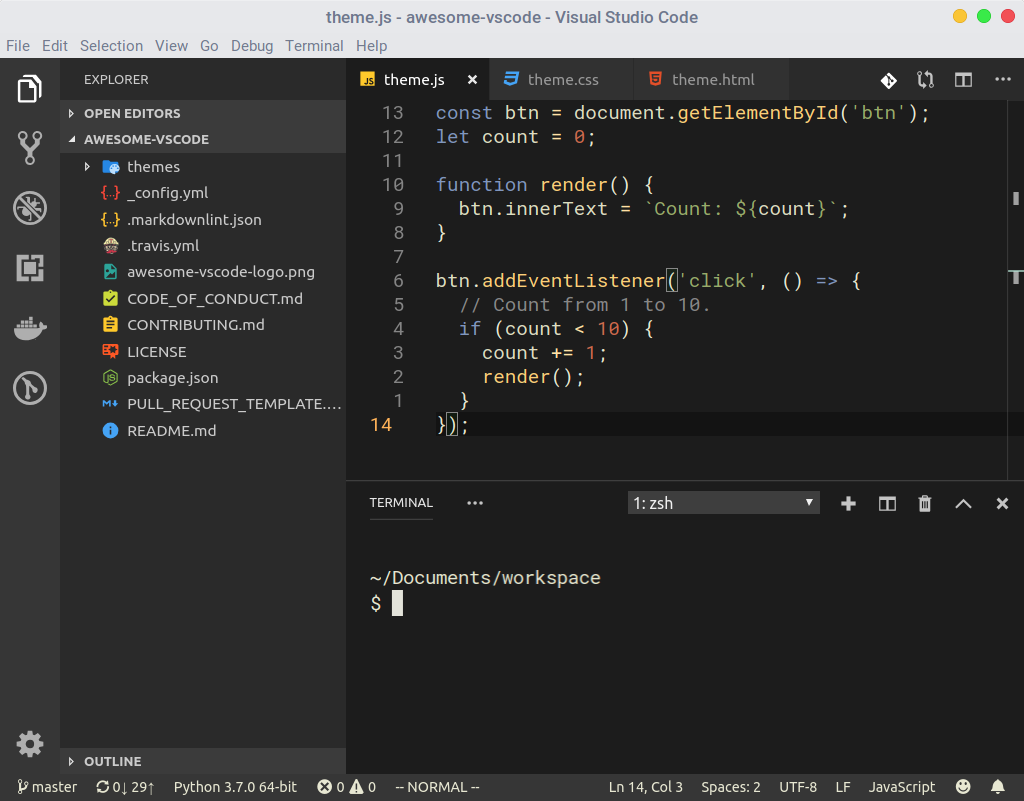 theme.js - awesome-vscode - Visual Studio Code
File Edit Selection View Go Debug Terminal Help
EXPLORER
OPEN EDITORS
AWESOME-VSCODE
themes
_config.yml
.markdownlint.json
.travis.yml
awesome-vscode-logo.png
CODE_OF_CONDUCT.md
CONTRIBUTING.md
LICENSE
package.json
PULL_REQUEST_TEMPLATE....
README.md
OUTLINE
JS theme.js × theme.css theme.html ...
13 const btn = document.getElementById('btn');
12 let count = 0;
11
10 function render() {
9   btn.innerText = `Count: ${count}`;
8 }
7
6 btn.addEventListener('click', () => {
5   // Count from 1 to 10.
4   if (count < 10) {
3     count += 1;
2     render();
1   }
14 });
TERMINAL ... 1: zsh
~/Documents/workspace
$
master 0↓ 29↑ Python 3.7.0 64-bit 0 0 -- NORMAL -- Ln 14, Col 3 Spaces: 2 UTF-8 LF JavaScript